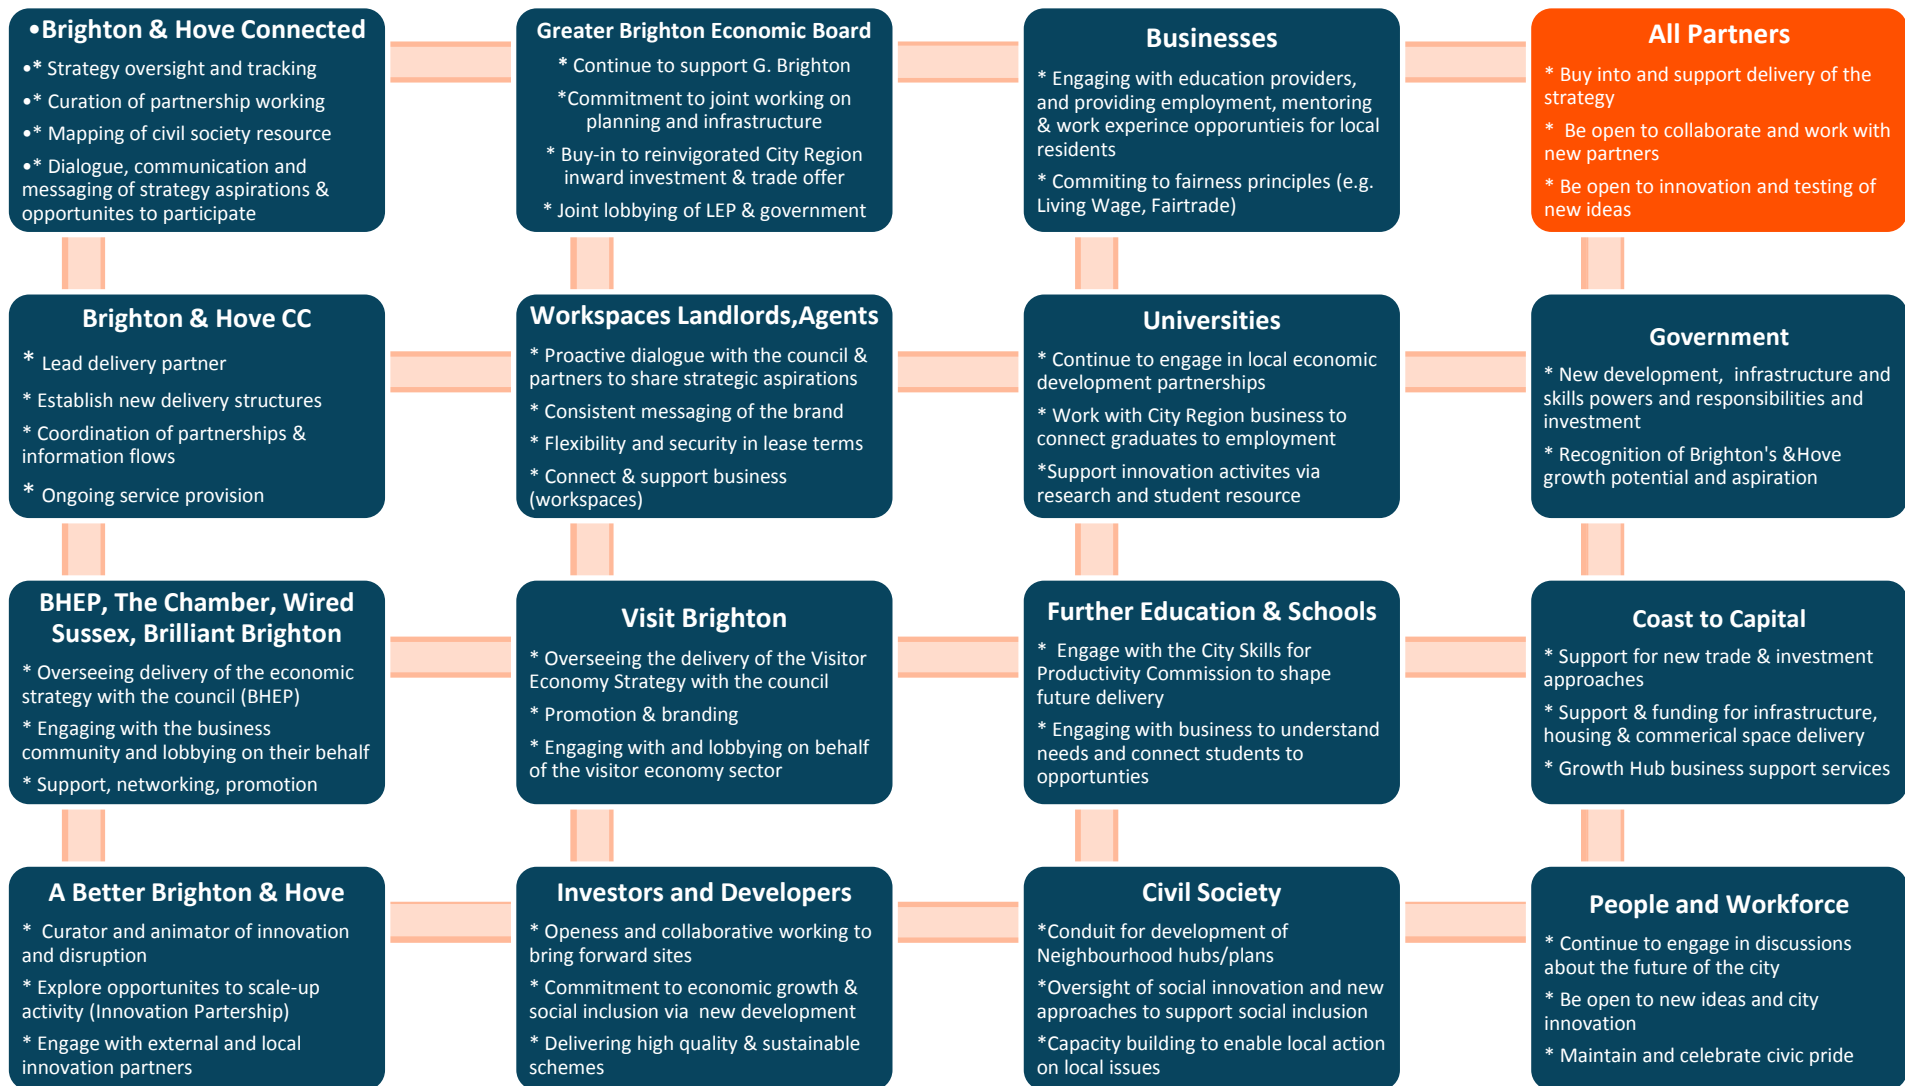 •Brighton & Hove Connected
•* Strategy oversight and tracking
•* Curation of partnership working
•* Mapping of civil society resource
•* Dialogue, communication and
messaging of strategy aspirations &
opportunites to participate
Greater Brighton Economic Board
* Continue to support G. Brighton
*Commitment to joint working on
planning and infrastructure
* Buy-in to reinvigorated City Region
inward investment & trade offer
* Joint lobbying of LEP & government
Businesses
* Engaging with education providers,
and providing employment, mentoring
& work experince opporuntieis for local
residents
* Commiting to fairness principles (e.g.
Living Wage, Fairtrade)
All Partners
* Buy into and support delivery of the
strategy
* Be open to collaborate and work with
new partners
* Be open to innovation and testing of
new ideas
Brighton & Hove CC
* Lead delivery partner
* Establish new delivery structures
* Coordination of partnerships &
information flows
* Ongoing service provision
Workspaces Landlords,Agents
* Proactive dialogue with the council &
partners to share strategic aspirations
* Consistent messaging of the brand
* Flexibility and security in lease terms
* Connect & support business
(workspaces)
Universities
* Continue to engage in local economic
development partnerships
* Work with City Region business to
connect graduates to employment
*Support innovation activites via
research and student resource
Government
* New development, infrastructure and
skills powers and responsibilities and
investment
* Recognition of Brighton's &Hove
growth potential and aspiration
BHEP, The Chamber, Wired
Sussex, Brilliant Brighton
* Overseeing delivery of the economic
strategy with the council (BHEP)
* Engaging with the business
community and lobbying on their behalf
* Support, networking, promotion
Visit Brighton
* Overseeing the delivery of the Visitor
Economy Strategy with the council
* Promotion & branding
* Engaging with and lobbying on behalf
of the visitor economy sector
Further Education & Schools
* Engage with the City Skills for
Productivity Commission to shape
future delivery
* Engaging with business to understand
needs and connect students to
opportunties
Coast to Capital
* Support for new trade & investment
approaches
* Support & funding for infrastructure,
housing & commerical space delivery
* Growth Hub business support services
A Better Brighton & Hove
* Curator and animator of innovation
and disruption
* Explore opportunites to scale-up
activity (Innovation Partership)
* Engage with external and local
innovation partners
Investors and Developers
* Openess and collaborative working to
bring forward sites
* Commitment to economic growth &
social inclusion via new development
* Delivering high quality & sustainable
schemes
Civil Society
*Conduit for development of
Neighbourhood hubs/plans
*Oversight of social innovation and new
approaches to support social inclusion
*Capacity building to enable local action
on local issues
People and Workforce
* Continue to engage in discussions
about the future of the city
* Be open to new ideas and city
innovation
* Maintain and celebrate civic pride